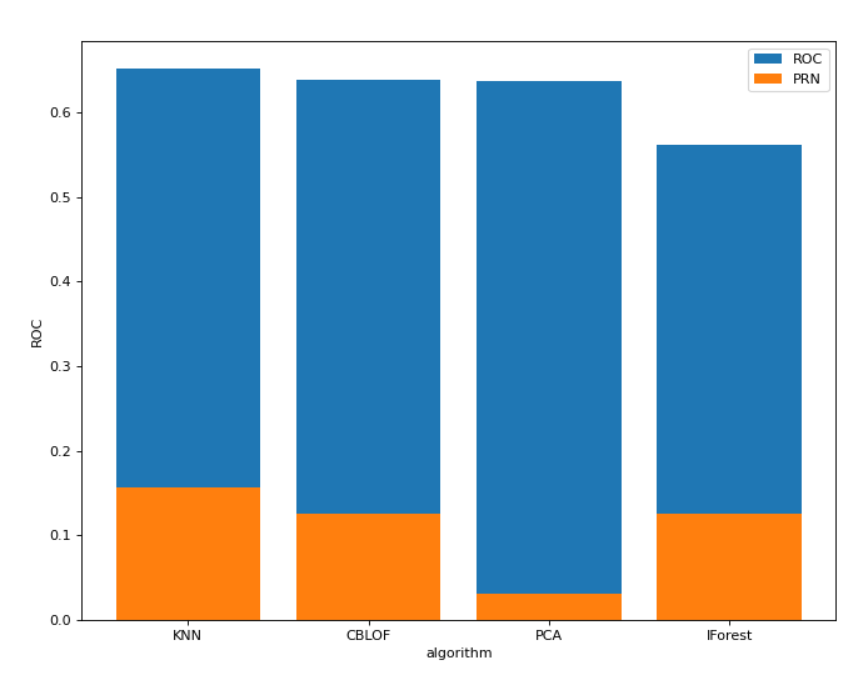 ROC
PRN
0.6
0.5
0.4
0.3
0.2
0.1
0.0
ROC
KNN
CBLOF
PCA
IForest
algorithm